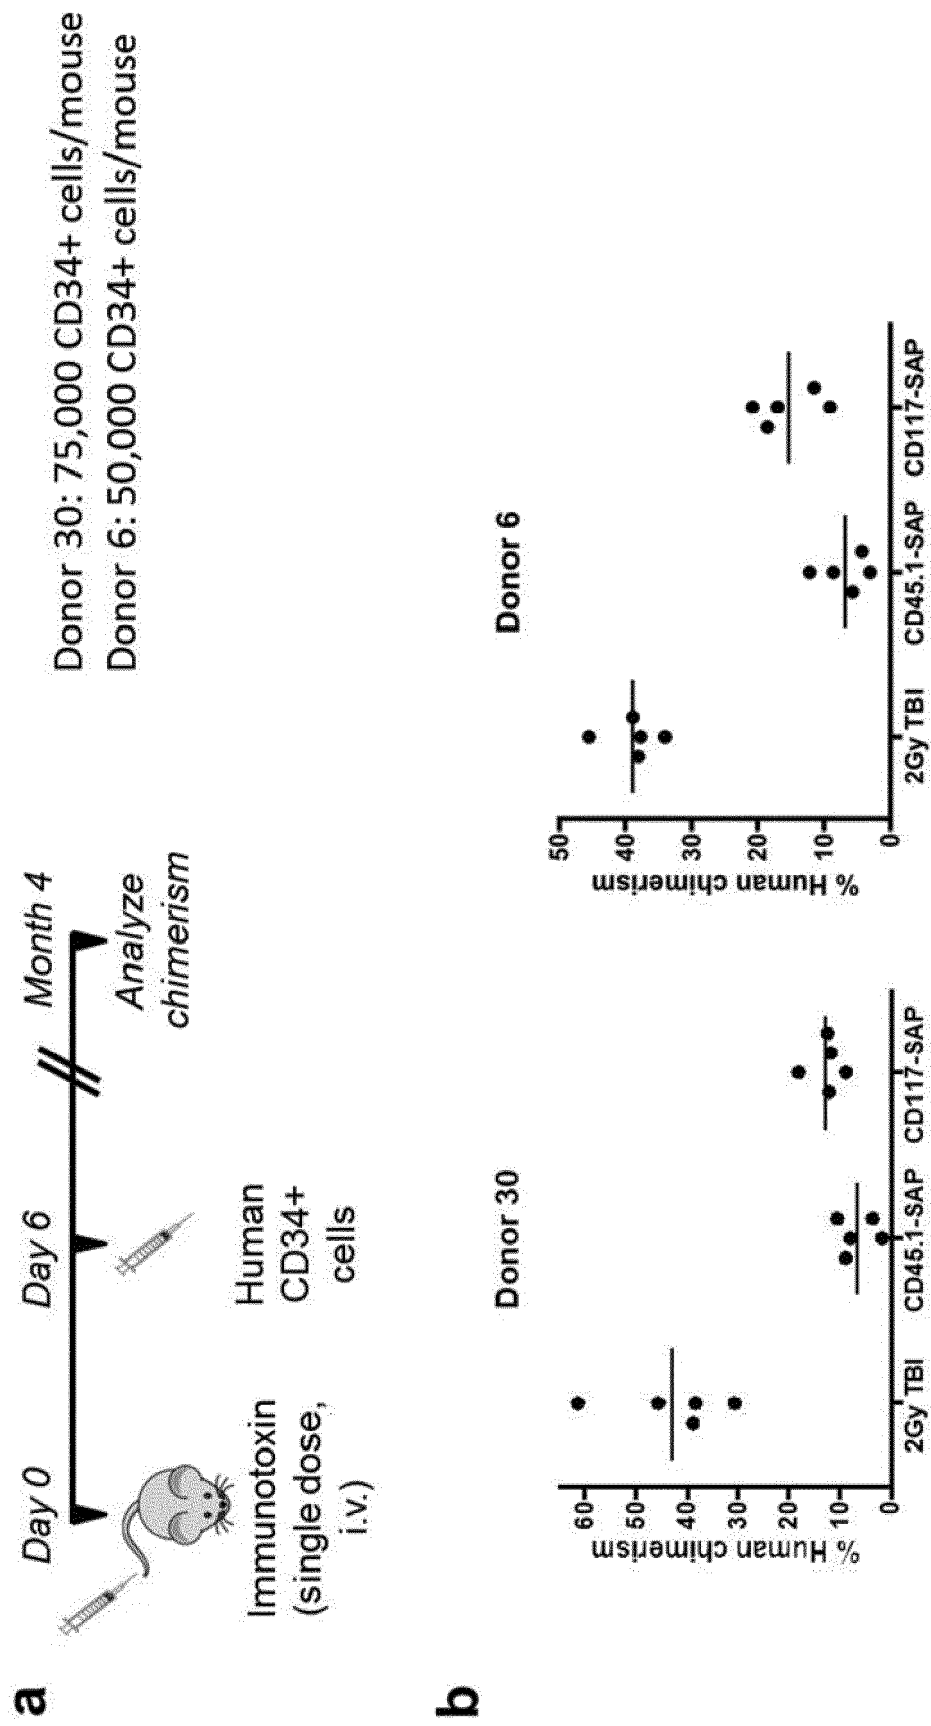 a
Day 0
Day 6
Month 4
Immunotoxin
(single dose,
i.v.)
Human
CD34+
cells
Analyze
chimerism
Donor 30: 75,000 CD34+ cells/mouse
Donor 6: 50,000 CD34+ cells/mouse
b
Donor 30
% Human chimerism
60
50
40
30
20
10
0
2Gy TBI
CD45.1-SAP
CD117-SAP
Donor 6
% Human chimerism
50
40
30
20
10
0
2Gy TBI
CD45.1-SAP
CD117-SAP